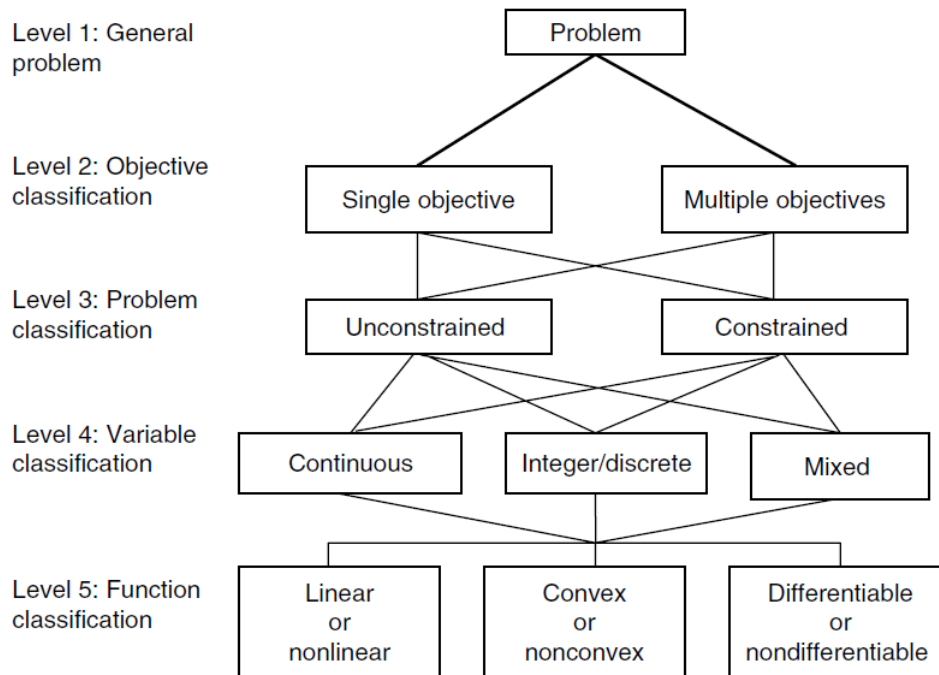 Level 1: General
problem
Problem
Level 2: Objective
classification
Single objective
Multiple objectives
Level 3: Problem
classification
Unconstrained
Constrained
Level 4: Variable
classification
Continuous
Integer/discrete
Mixed
Level 5: Function
classification
Linear
or
nonlinear
Convex
or
nonconvex
Differentiable
or
nondifferentiable